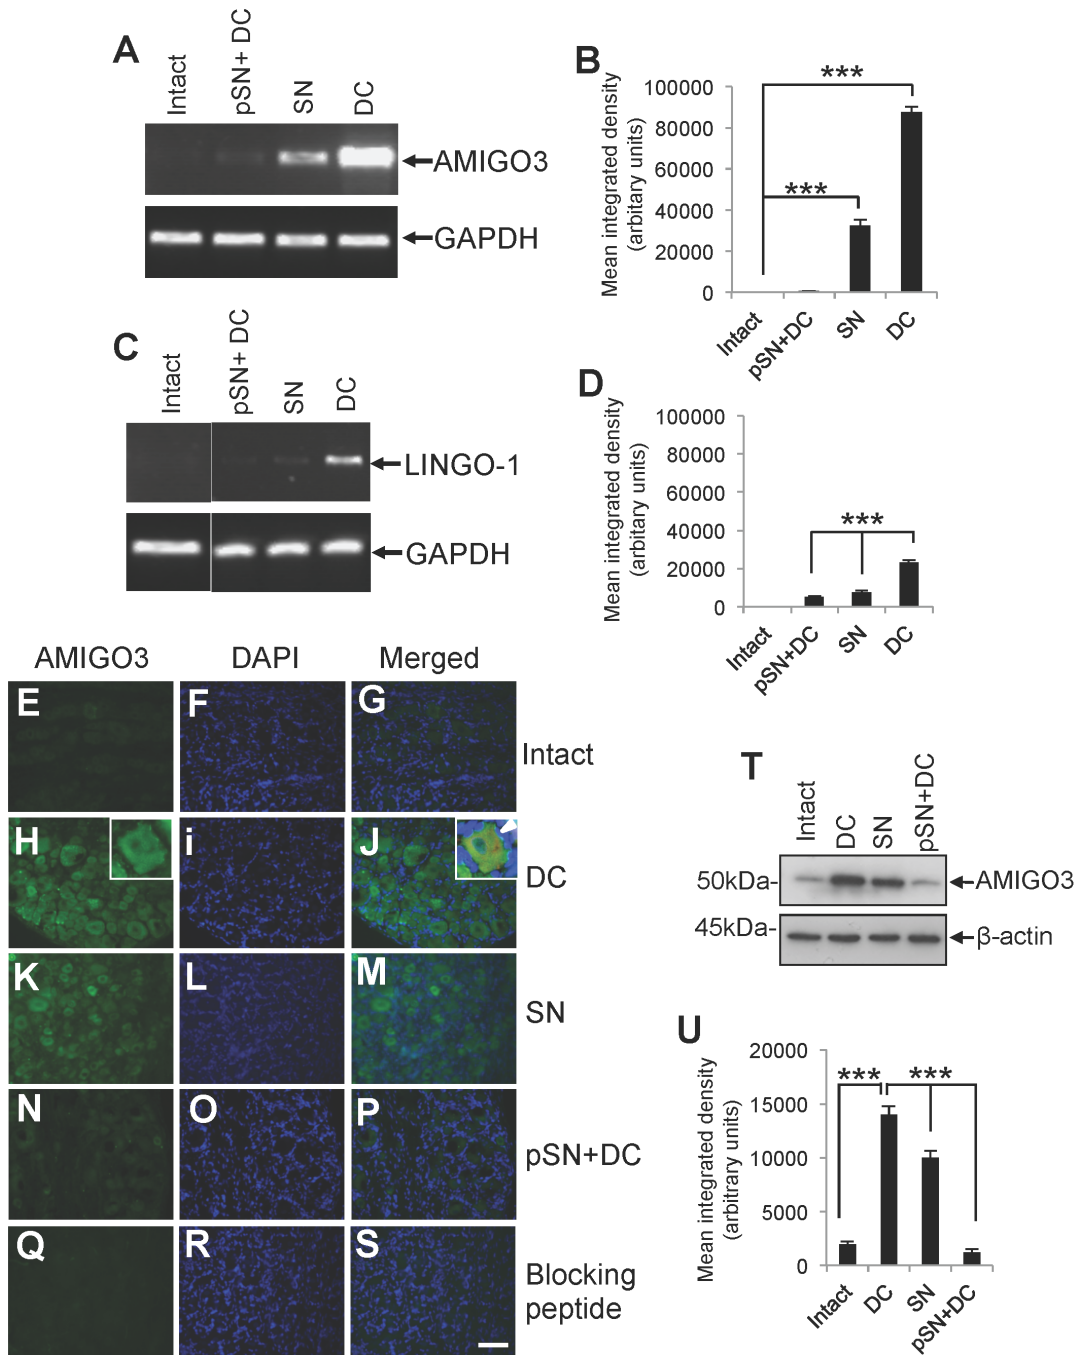 A
Intact
pSN+ DC
SN
DC
AMIGO3
GAPDH
B
Mean integrated density
(arbitary units)
100000
80000
60000
40000
20000
0
***
***
Intact
pSN+DC
SN
DC
C
Intact
pSN+ DC
SN
DC
LINGO-1
GAPDH
D
Mean integrated density
(arbitary units)
100000
80000
60000
40000
20000
0
***
Intact
pSN+DC
SN
DC
AMIGO3 DAPI Merged
E F G Intact
H i J DC
K L M SN
N O P pSN+DC
Q R S Blocking
peptide
T
Intact
DC
SN
pSN+DC
50kDa-
AMIGO3
45kDa-
β-actin
U
Mean integrated density
(arbitrary units)
20000
15000
10000
5000
0
*** ***
Intact
DC
SN
pSN+DC